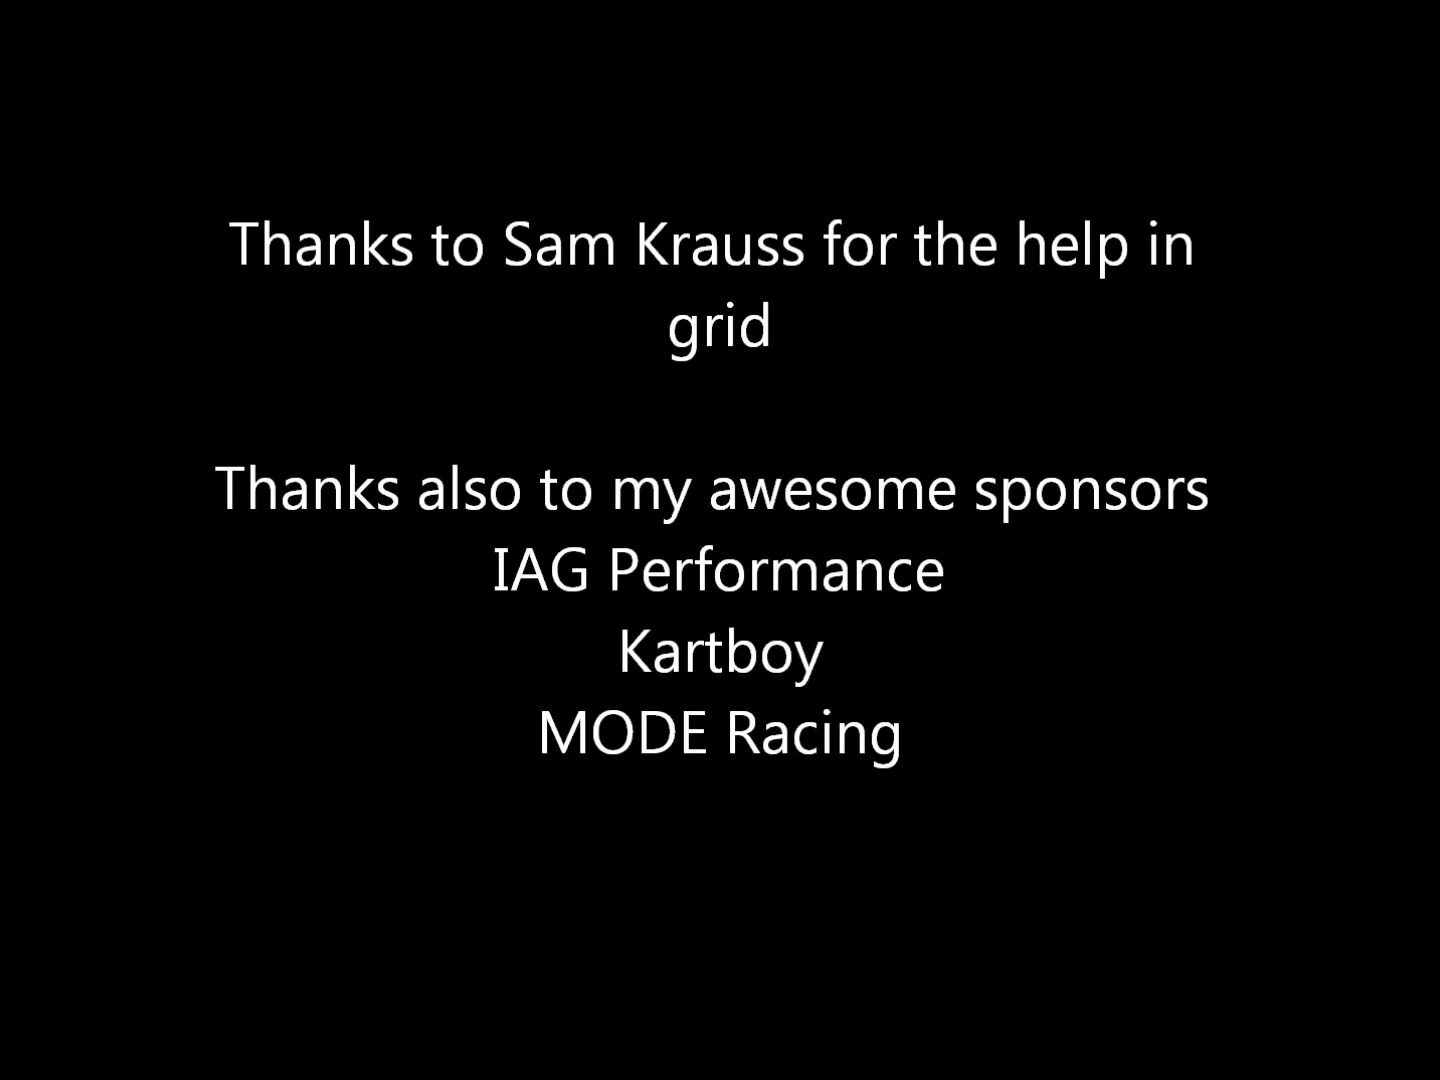 Thanks to Sam Krauss for the help in
grid
Thanks also to my awesome sponsors
IAG Performance
Kartboy
MODE Racing